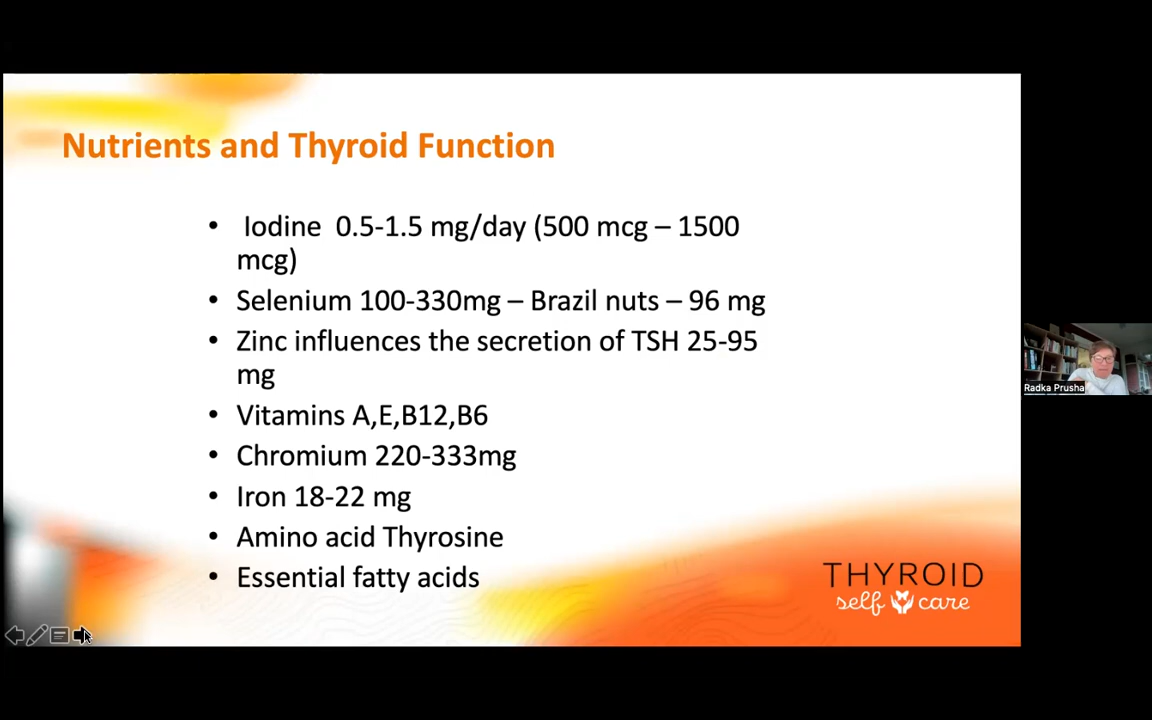 Nutrients and Thyroid Function
• Iodine 0.5-1.5 mg/day (500 mcg – 1500
mcg)
• Selenium 100-330mg – Brazil nuts – 96 mg
• Zinc influences the secretion of TSH 25-95
mg
• Vitamins A,E,B12,B6
• Chromium 220-333mg
• Iron 18-22 mg
• Amino acid Thyrosine
• Essential fatty acids
THYROID
self care
Radka Prusha